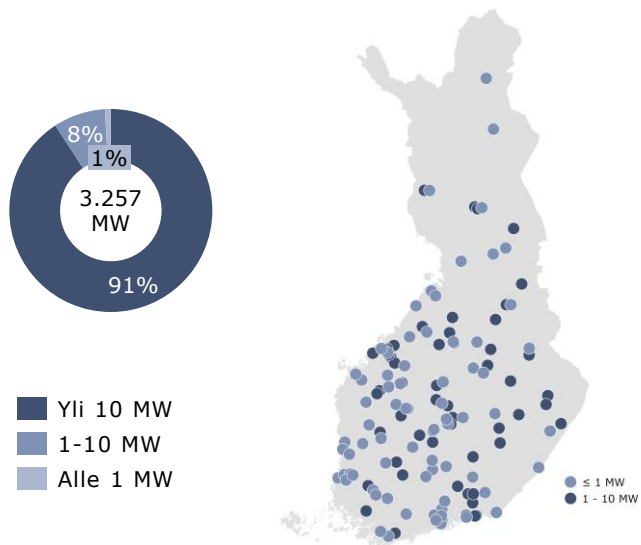 8%
1%
3.257
MW
91%
Yli 10 MW
1-10 MW
Alle 1 MW
≤ 1 MW
1 - 10 MW